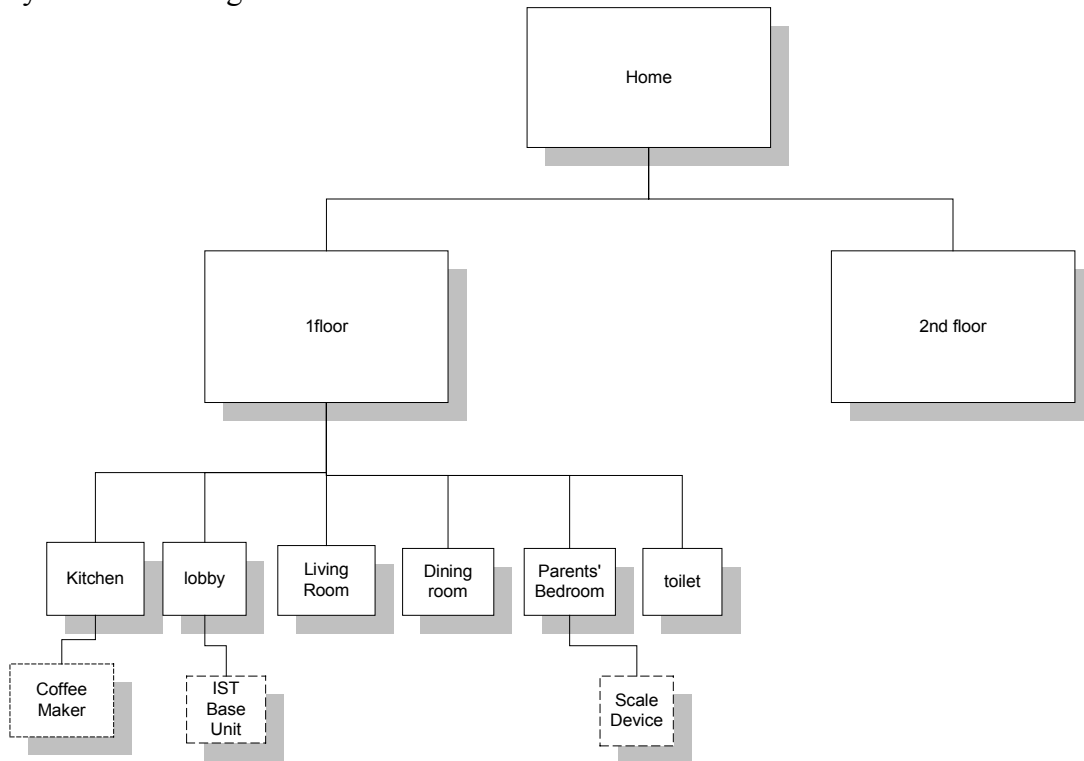 Home
1floor
2nd floor
Kitchen
lobby
Living
Room
Dining
room
Parents'
Bedroom
toilet
Coffee
Maker
IST
Base
Unit
Scale
Device